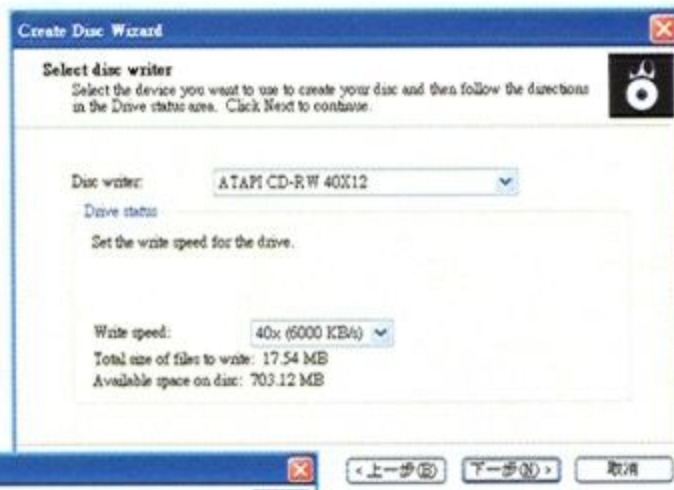 Create Disc Wizard
Select disc writer
Select the device you want to use to create your disc and then follow the directions
in the Drive status area. Click Next to continue.
Disc writer: ATAPI CD-RW 40X12
Drive status
Set the write speed for the drive.
Write speed: 40x (6000 KB/s)
Total size of files to write: 17.54 MB
Available space on disc: 703.12 MB
<上一步(B) 下一步(N)> 取消